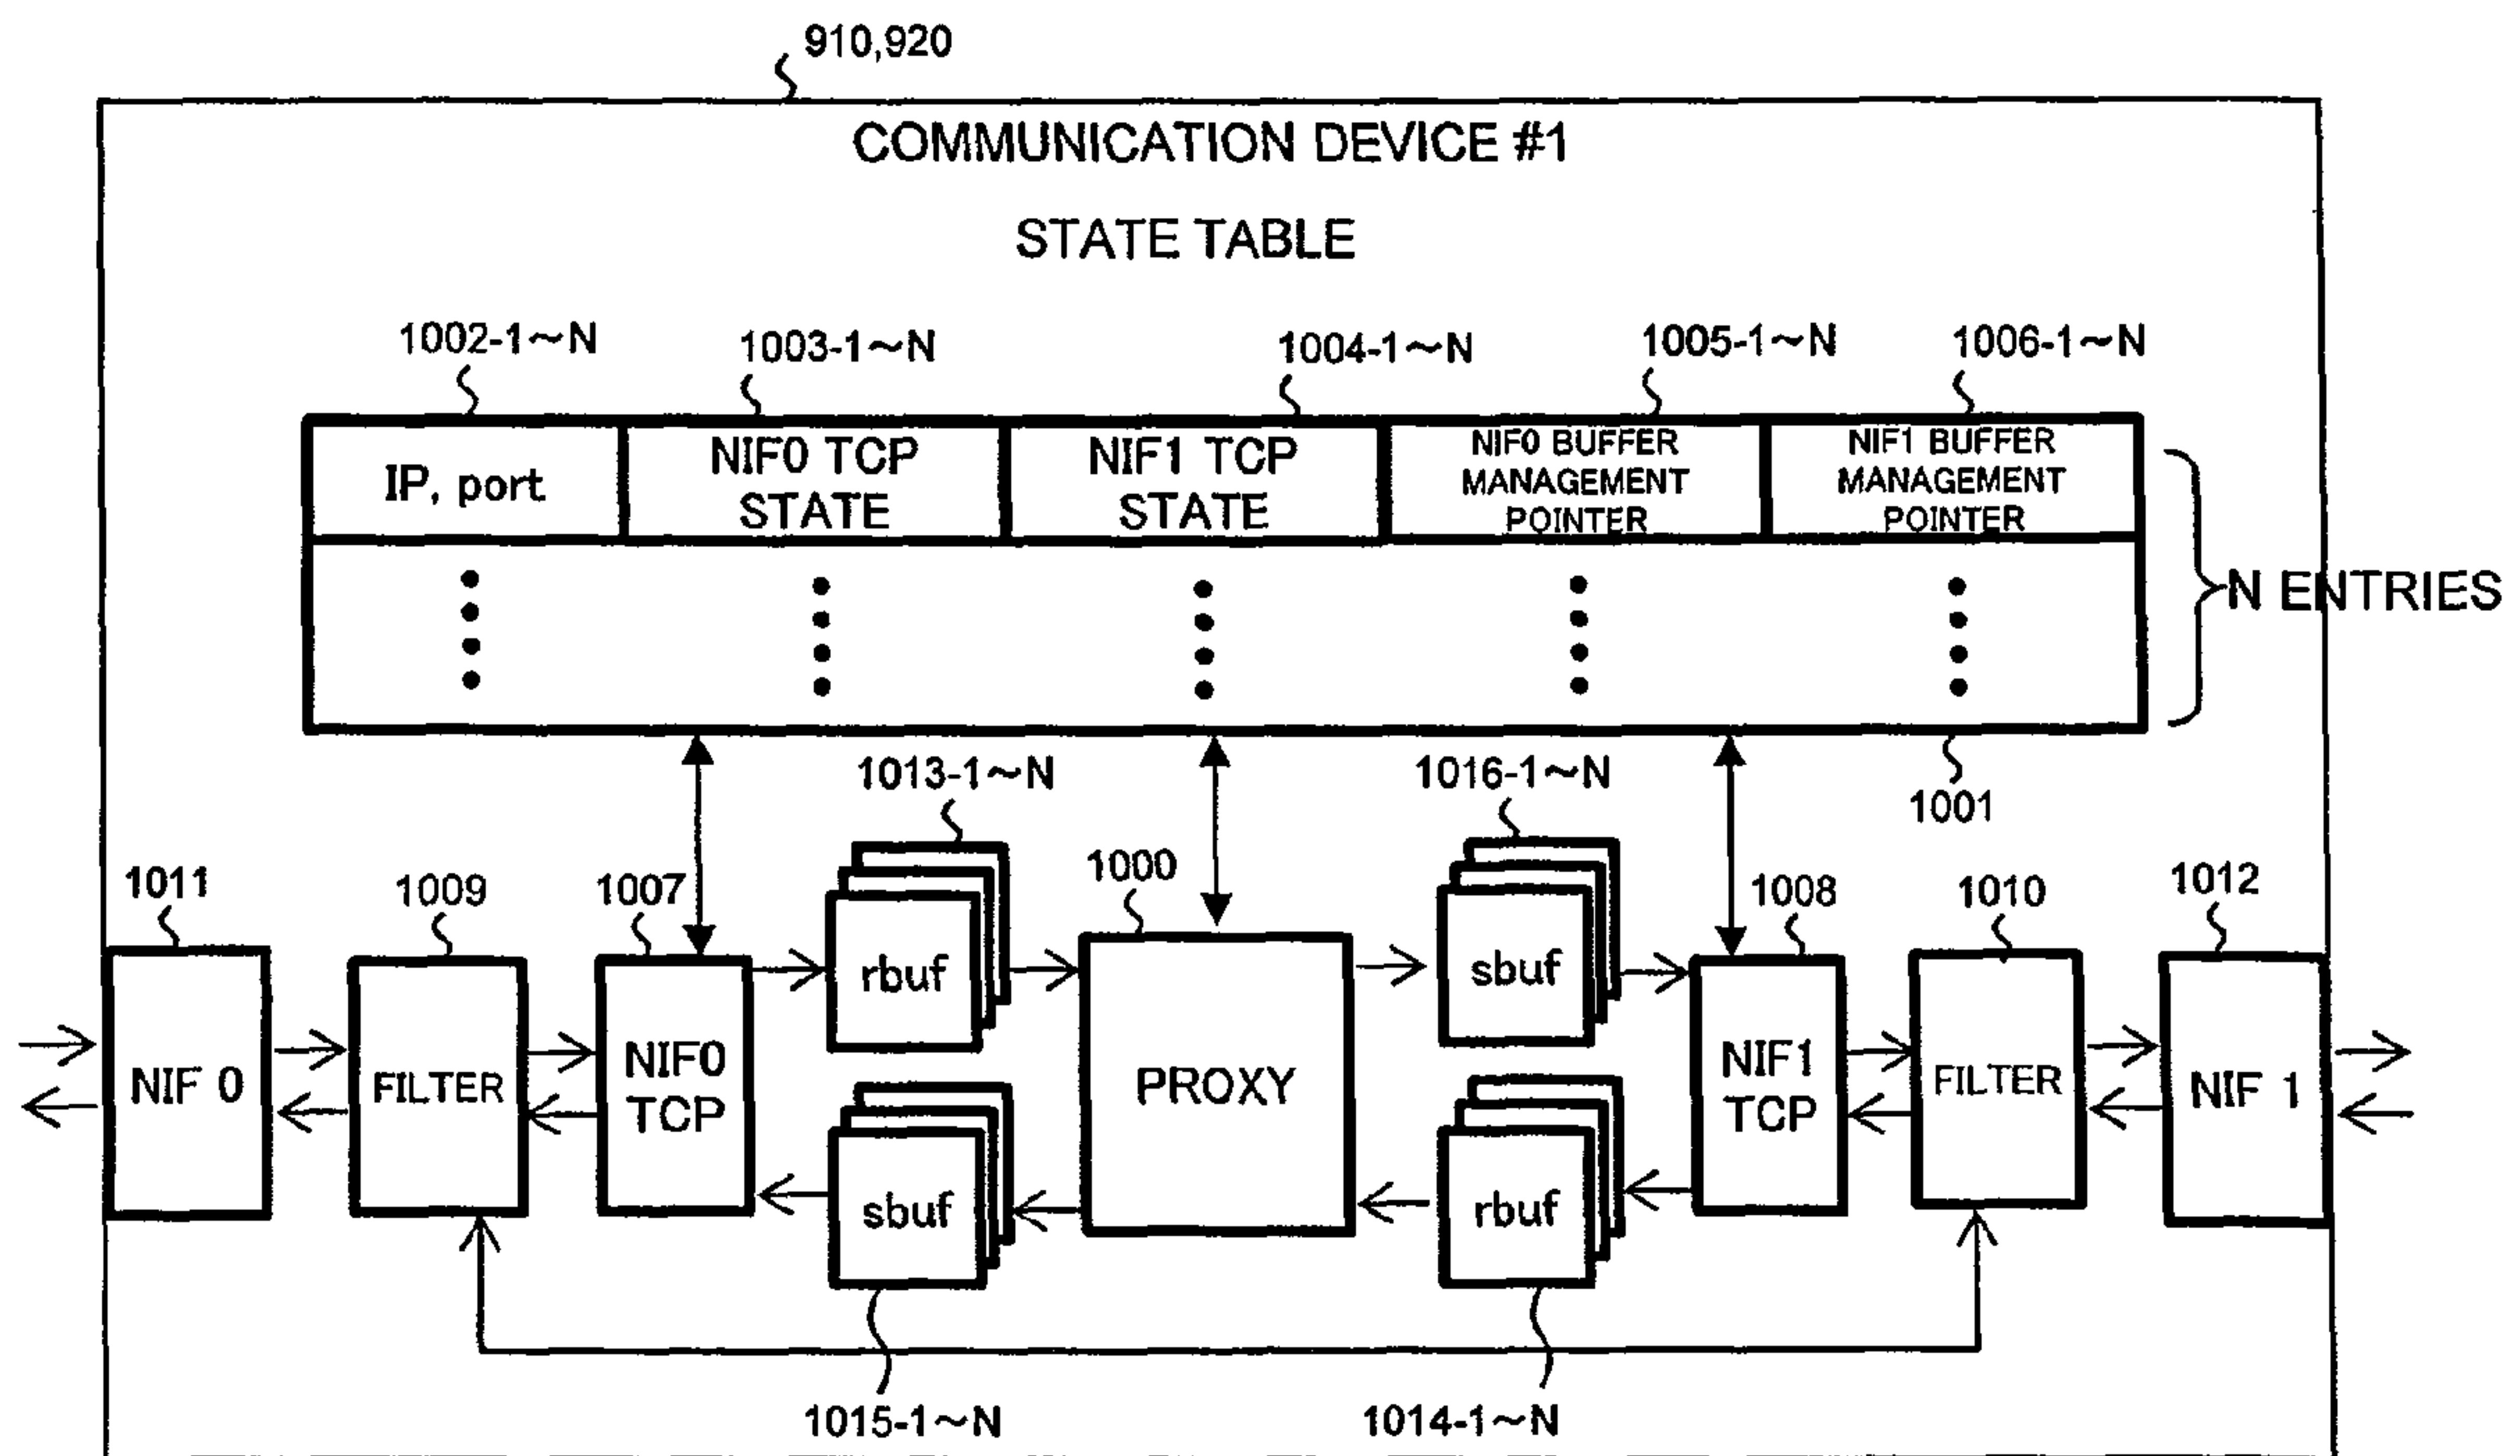 910,920
COMMUNICATION DEVICE #1
STATE TABLE
1002-1~N
1003-1~N
1004-1~N
1005-1~N
1006-1~N
IP, port
NIF0 TCP
STATE
NIF1 TCP
STATE
NIF0 BUFFER
MANAGEMENT
POINTER
NIF1 BUFFER
MANAGEMENT
POINTER
N ENTRIES
1013-1~N
1016-1~N
1001
1011
1009
1007
1000
1008
1010
1012
NIF 0
FILTER
NIF0
TCP
rbuf
sbuf
PROXY
sbuf
rbuf
NIF1
TCP
FILTER
NIF 1
1015-1~N
1014-1~N